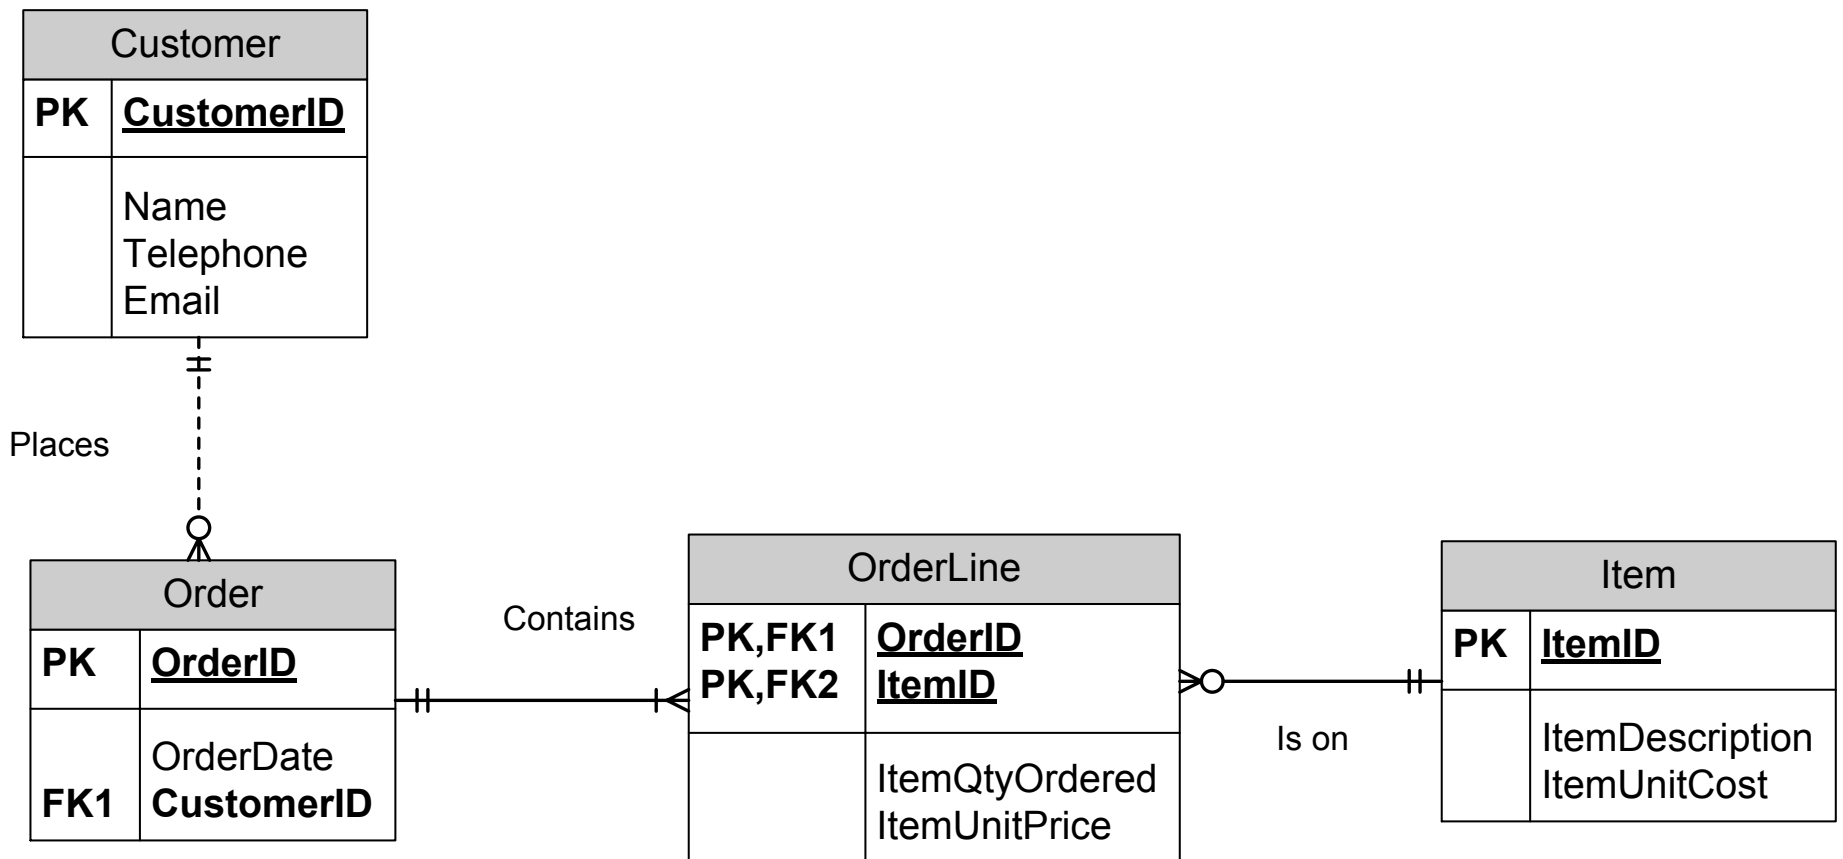 Customer
PK CustomerID
Name
Telephone
Email
Places
Order
PK OrderID
OrderDate
FK1 CustomerID
Contains
OrderLine
PK,FK1 OrderID
PK,FK2 ItemID
ItemQtyOrdered
ItemUnitPrice
Is on
Item
PK ItemID
ItemDescription
ItemUnitCost